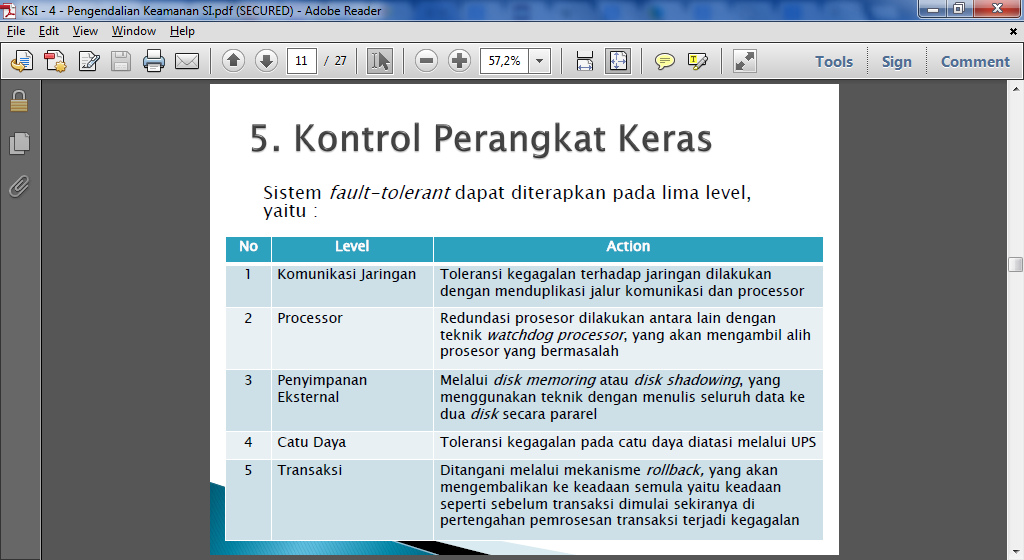 KSI - 4 - Pengendalian Keamanan SI.pdf (SECURED) - Adobe Reader
File Edit View Window Help
11 / 27 57,2% Tools Sign Comment
5. Kontrol Perangkat Keras
Sistem fault-tolerant dapat diterapkan pada lima level,
yaitu :
No Level Action
1 Komunikasi Jaringan Toleransi kegagalan terhadap jaringan dilakukan
dengan menduplikasi jalur komunikasi dan processor
2 Processor Redundasi prosesor dilakukan antara lain dengan
teknik watchdog processor, yang akan mengambil alih
prosesor yang bermasalah
3 Penyimpanan Melalui disk memoring atau disk shadowing, yang
Eksternal menggunakan teknik dengan menulis seluruh data ke
dua disk secara pararel
4 Catu Daya Toleransi kegagalan pada catu daya diatasi melalui UPS
5 Transaksi Ditangani melalui mekanisme rollback, yang akan
mengembalikan ke keadaan semula yaitu keadaan
seperti sebelum transaksi dimulai sekiranya di
pertengahan pemrosesan transaksi terjadi kegagalan